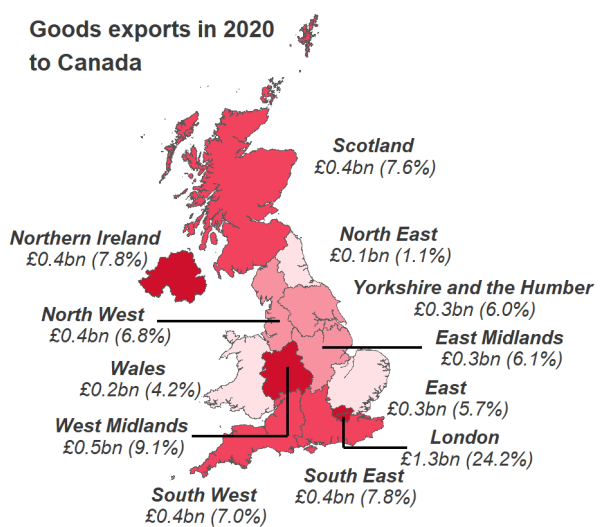 Goods exports in 2020
to Canada
Scotland
£0.4bn (7.6%)
Northern Ireland
£0.4bn (7.8%)
North East
£0.1bn (1.1%)
Yorkshire and the Humber
£0.3bn (6.0%)
North West
£0.4bn (6.8%)
East Midlands
£0.3bn (6.1%)
Wales
£0.2bn (4.2%)
East
£0.3bn (5.7%)
West Midlands
£0.5bn (9.1%)
London
£1.3bn (24.2%)
South East
£0.4bn (7.8%)
South West
£0.4bn (7.0%)